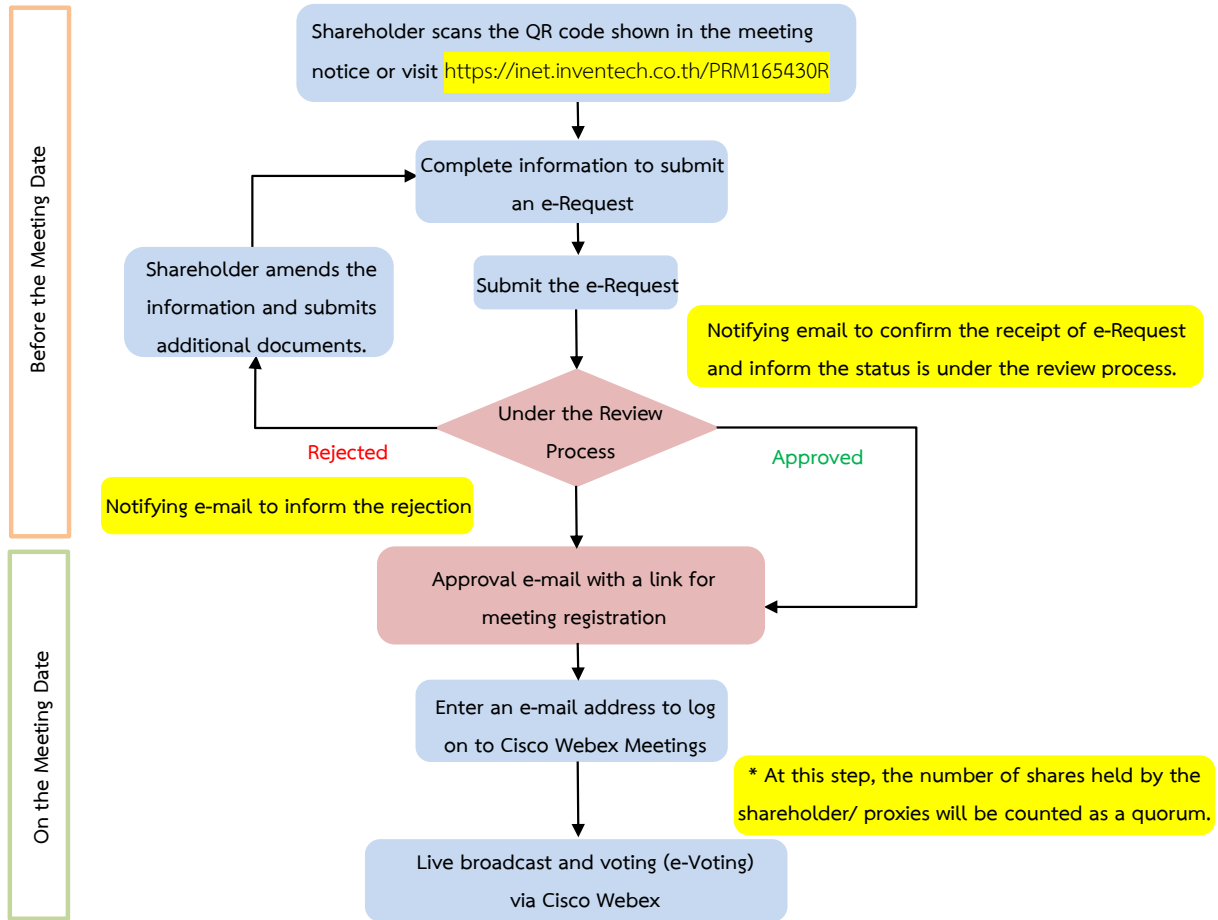 Shareholder scans the QR code shown in the meeting
notice or visit https://inet.inventech.co.th/PRM165430R
Before the Meeting Date
Complete information to submit
an e-Request
Shareholder amends the
information and submits
additional documents.
Submit the e-Request
Notifying email to confirm the receipt of e-Request
and inform the status is under the review process.
Under the Review
Process
Rejected
Approved
Notifying e-mail to inform the rejection
On the Meeting Date
Approval e-mail with a link for
meeting registration
Enter an e-mail address to log
on to Cisco Webex Meetings
* At this step, the number of shares held by the
shareholder/ proxies will be counted as a quorum.
Live broadcast and voting (e-Voting)
via Cisco Webex